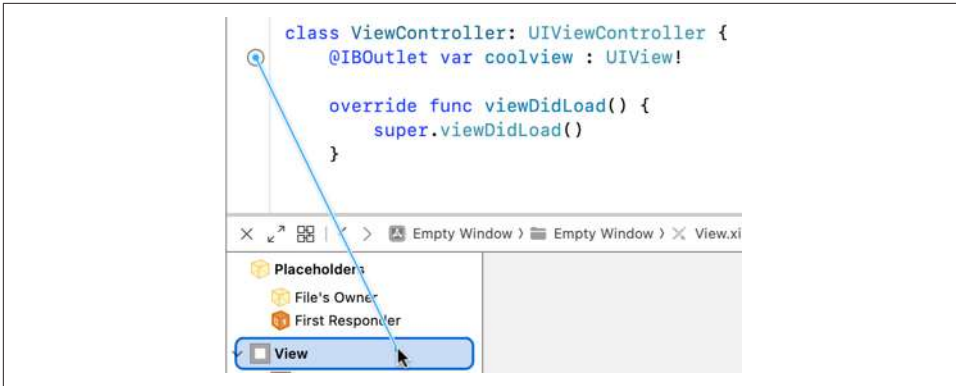 class ViewController: UIViewController {
@IBOutlet var coolview : UIView!
override func viewDidLoad() {
super.viewDidLoad()
}
Empty Window 〉 Empty Window 〉 View.xi
Placeholders
File's Owner
First Responder
View